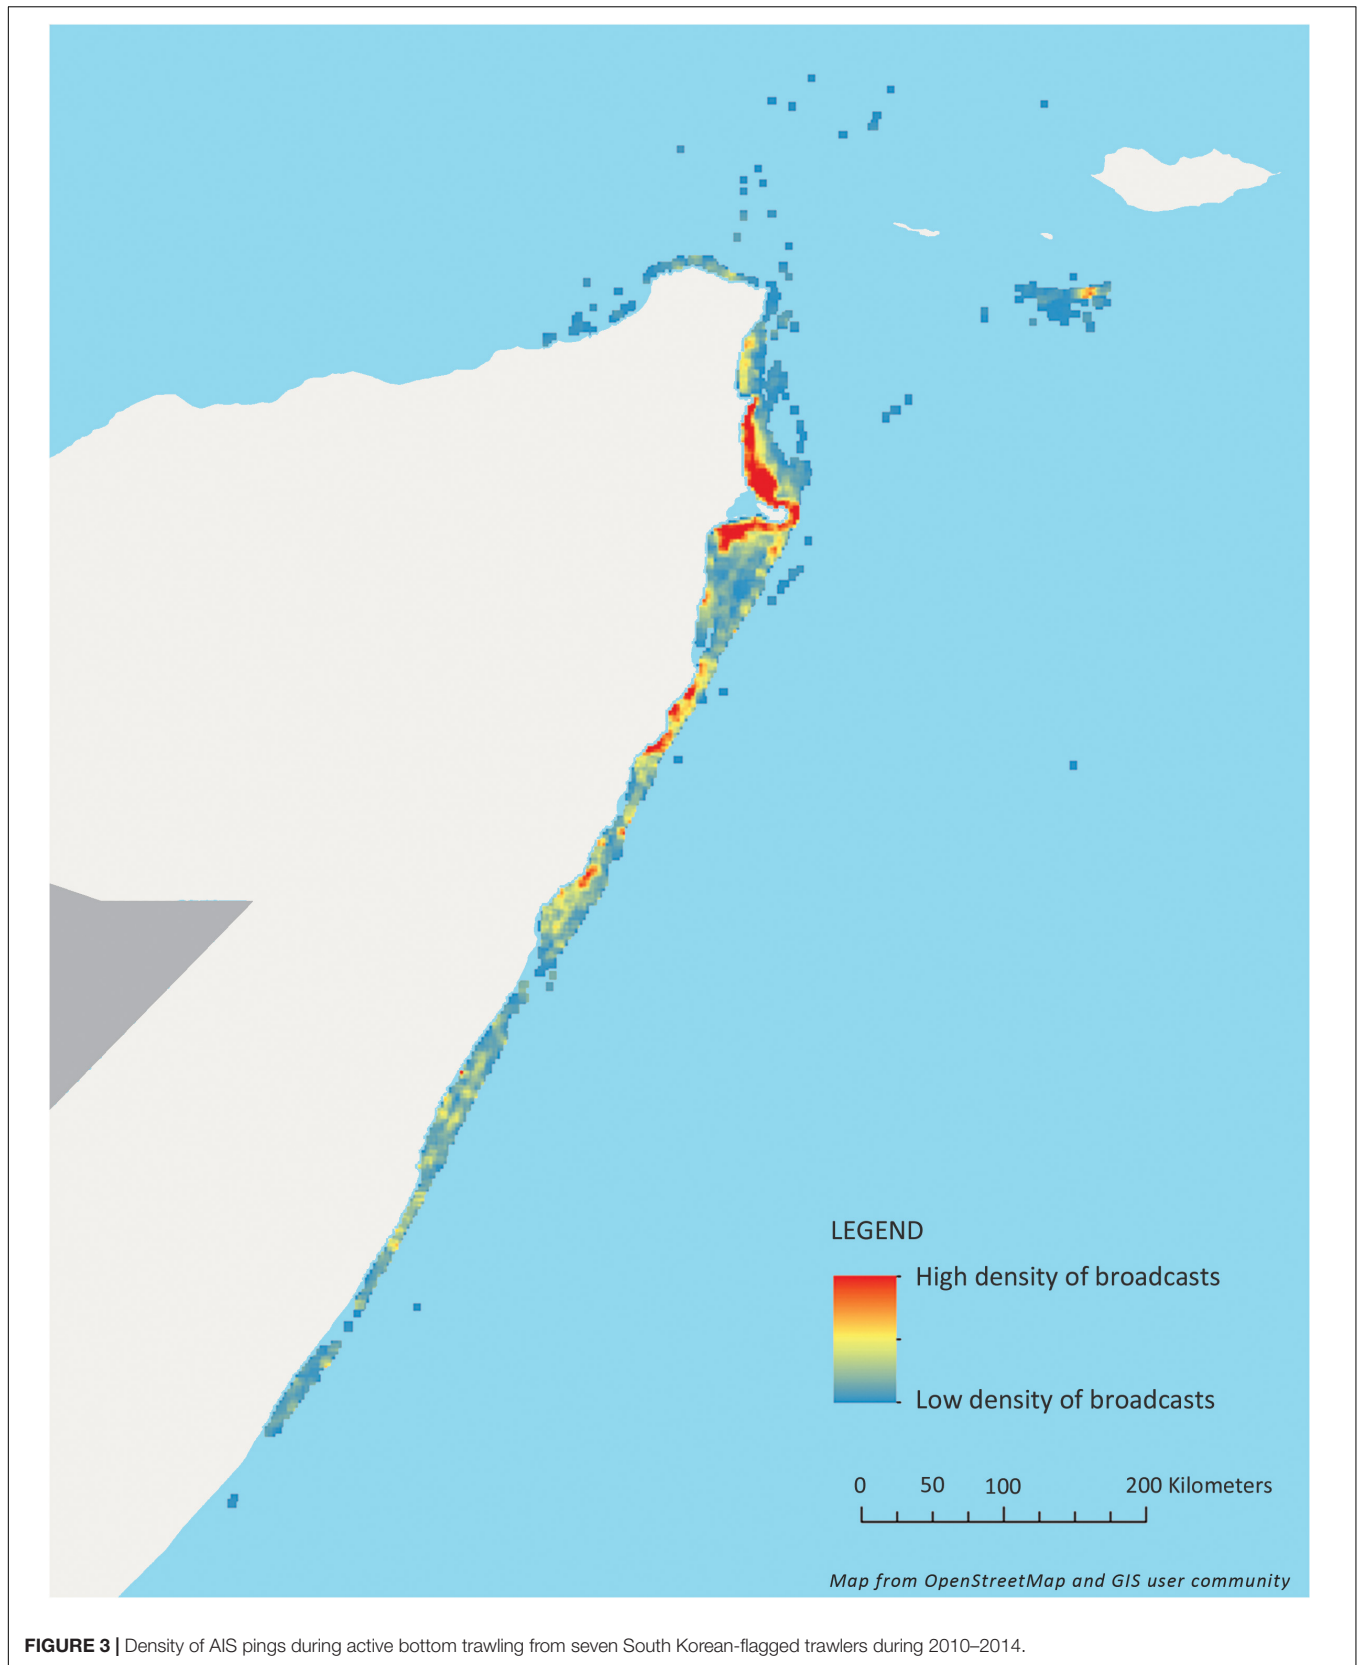 LEGEND
High density of broadcasts
Low density of broadcasts
0 50 100 200 Kilometers
Map from OpenStreetMap and GIS user community
FIGURE 3 | Density of AIS pings during active bottom trawling from seven South Korean-flagged trawlers during 2010–2014.